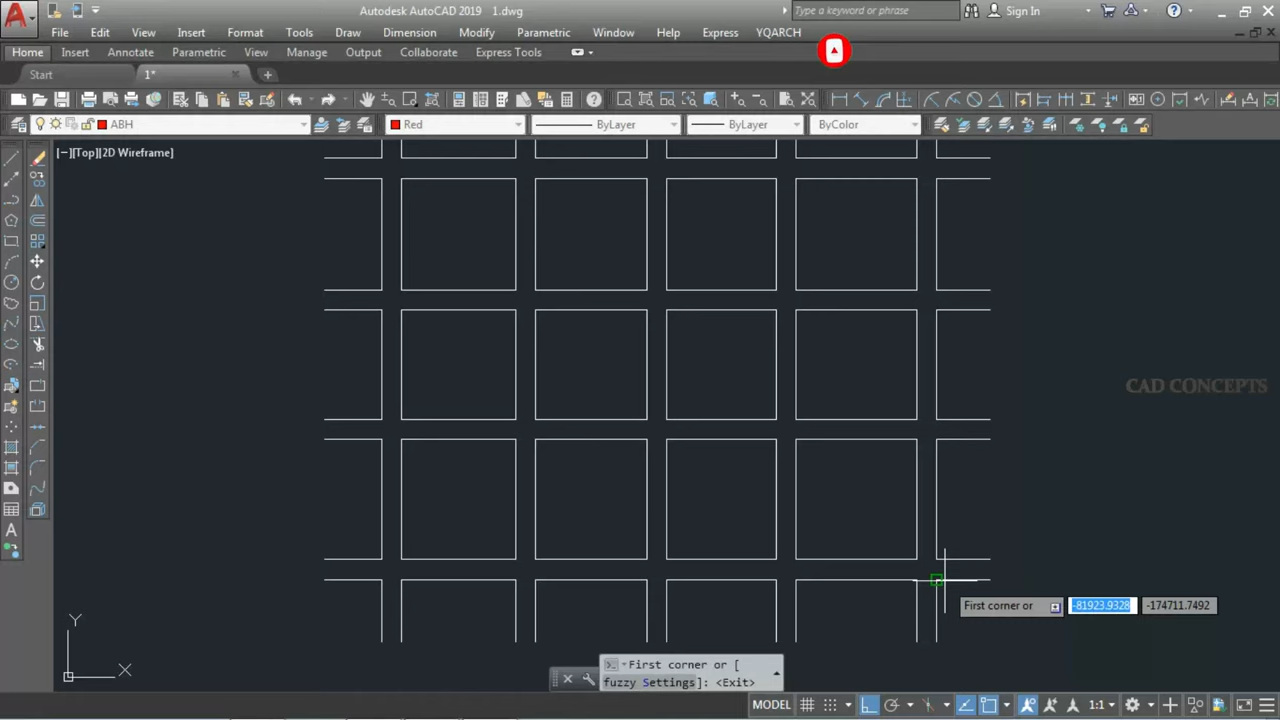 Autodesk AutoCAD 2019 1.dwg
Type a keyword or phrase
Sign In
File Edit View Insert Format Tools Draw Dimension Modify Parametric Window Help Express YQARCH
Home Insert Annotate Parametric View Manage Output Collaborate Express Tools
Start 1*
ABH
Red
ByLayer
ByLayer
ByColor
[−][Top][2D Wireframe]
CAD CONCEPTS
First corner or -81923.9328 -174711.7492
Y
X
First corner or [
fuzzy Settings]: <Exit>
MODEL
1:1